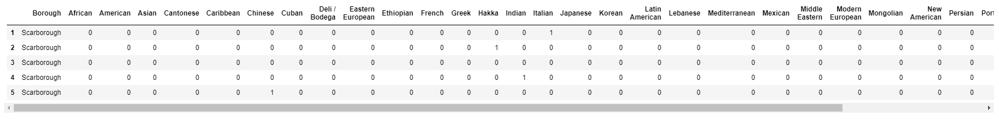 Borough African American Asian Cantonese Caribbean Chinese Cuban Deli / Bodega Eastern European Ethiopian French Greek Hakka Indian Italian Japanese Korean Latin American Lebanese Mediterranean Mexican Middle Eastern Modern European Mongolian New American Persian Port
1 Scarborough 0 0 0 0 0 0 0 0 0 0 0 0 0 0 1 0 0 0 0 0 0 0 0 0 0 0
2 Scarborough 0 0 0 0 0 0 0 0 0 0 0 0 1 0 0 0 0 0 0 0 0 0 0 0 0 0
3 Scarborough 0 0 0 0 0 0 0 0 0 0 0 0 0 0 0 0 0 0 0 0 0 0 0 0 0 0
4 Scarborough 0 0 0 0 0 0 0 0 0 0 0 0 0 1 0 0 0 0 0 0 0 0 0 0 0 0
5 Scarborough 0 0 0 0 0 1 0 0 0 0 0 0 0 0 0 0 0 0 0 0 0 0 0 0 0 0